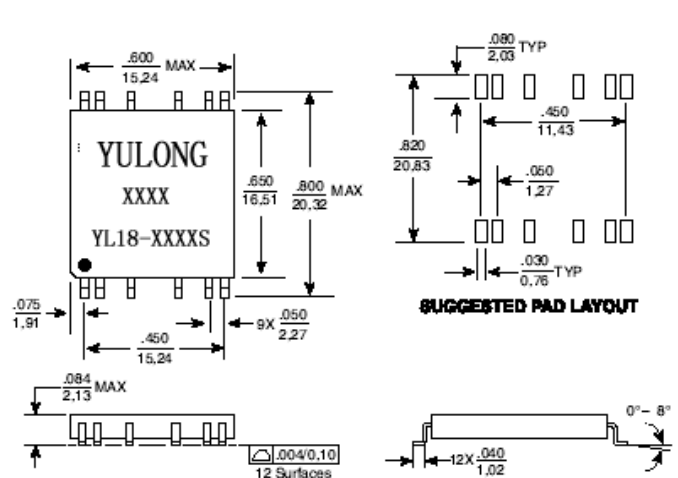 .600
15,24 MAX
.080
2,03 TYP
YULONG
XXXX
YL18-XXXXS
.650
16,51
.800
20,32 MAX
.820
20,83
.450
11,43
.050
1,27
.030
0,76 TYP
SUGGESTED PAD LAYOUT
.075
1,91
9X .050
2,27
.450
15,24
.084
2,13 MAX
.004/0,10
12 Surfaces
12X .040
1,02
0°– 8°